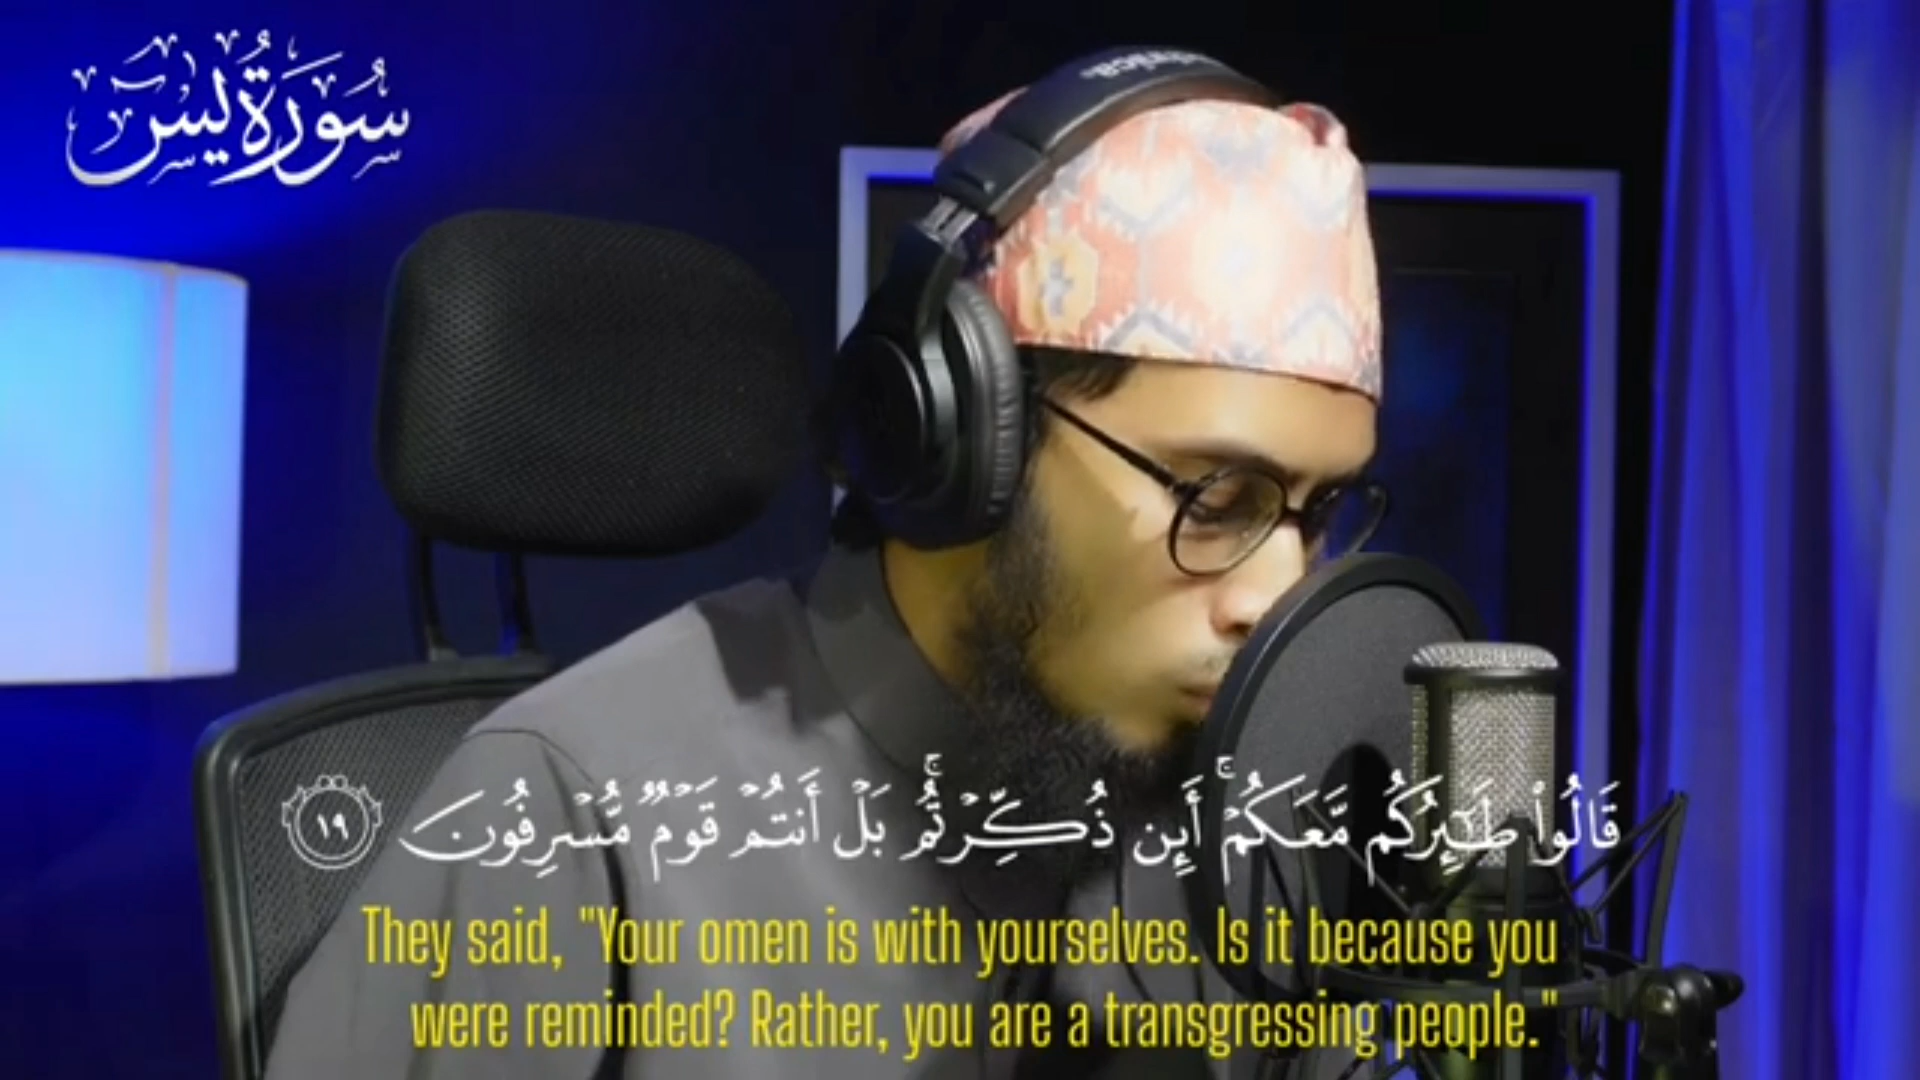 سُورَةُ يس
قَالُوا۟ طَـٰٓئِرُكُم مَّعَكُمْ ۚ أَئِن ذُكِّرْتُم ۚ بَلْ أَنتُمْ قَوْمٌ مُّسْرِفُونَ ١٩
They said, "Your omen is with yourselves. Is it because you
were reminded? Rather, you are a transgressing people."